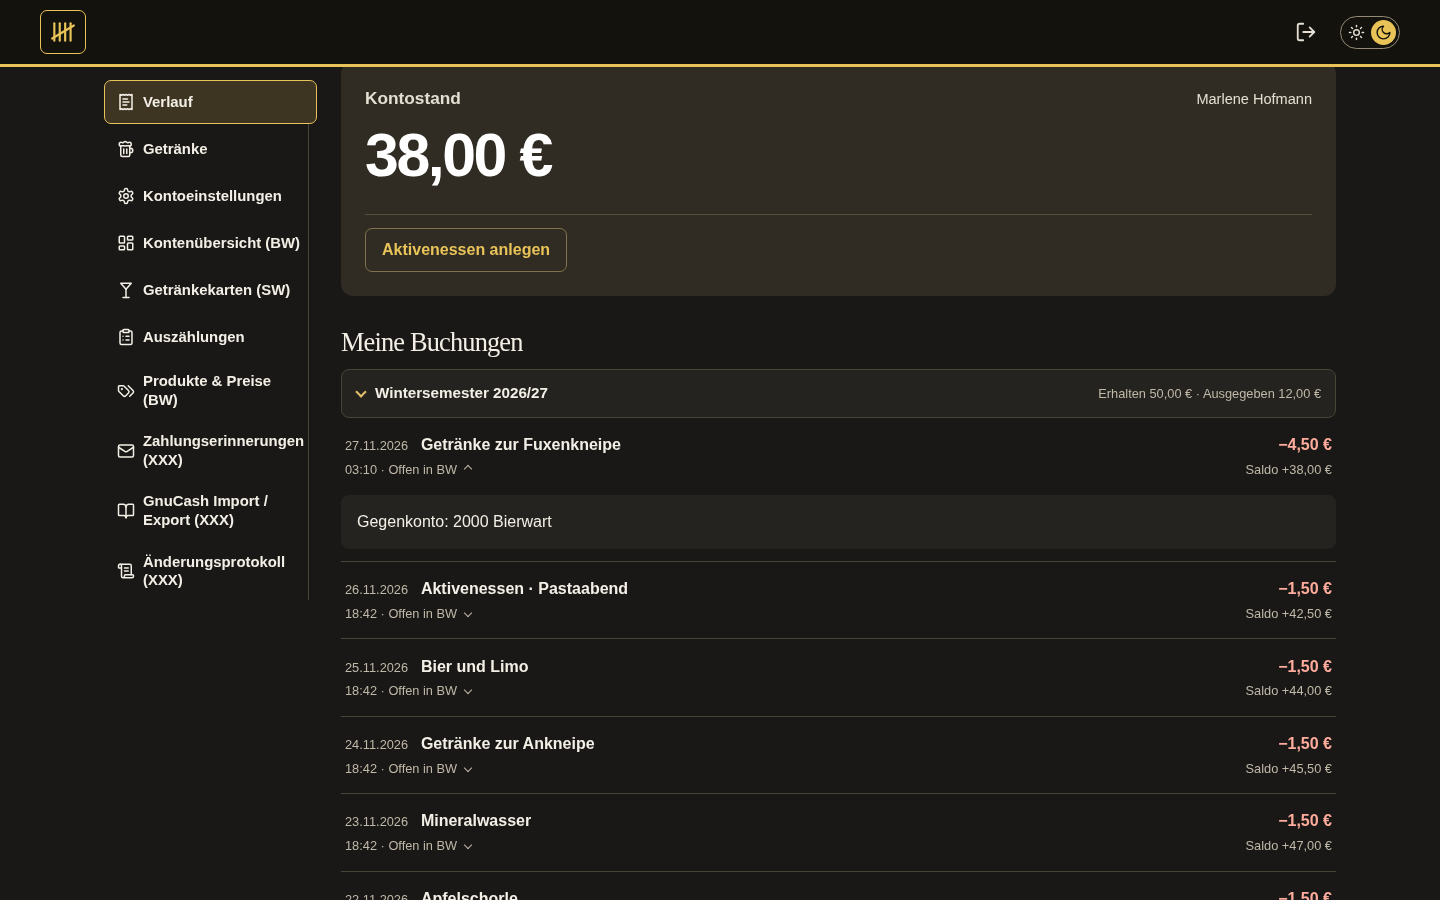 Verlauf
Getränke
Kontoeinstellungen
Kontenübersicht (BW)
Getränkekarten (SW)
Auszählungen
Produkte & Preise
(BW)
Zahlungserinnerungen
(XXX)
GnuCash Import /
Export (XXX)
Änderungsprotokoll
(XXX)
Kontostand
Marlene Hofmann
38,00 €
Aktivenessen anlegen
Meine Buchungen
Wintersemester 2026/27
Erhalten 50,00 € · Ausgegeben 12,00 €
27.11.2026 Getränke zur Fuxenkneipe −4,50 €
03:10 · Offen in BW Saldo +38,00 €
Gegenkonto: 2000 Bierwart
26.11.2026 Aktivenessen · Pastaabend −1,50 €
18:42 · Offen in BW Saldo +42,50 €
25.11.2026 Bier und Limo −1,50 €
18:42 · Offen in BW Saldo +44,00 €
24.11.2026 Getränke zur Ankneipe −1,50 €
18:42 · Offen in BW Saldo +45,50 €
23.11.2026 Mineralwasser −1,50 €
18:42 · Offen in BW Saldo +47,00 €
22.11.2026 Apfelschorle −1,50 €